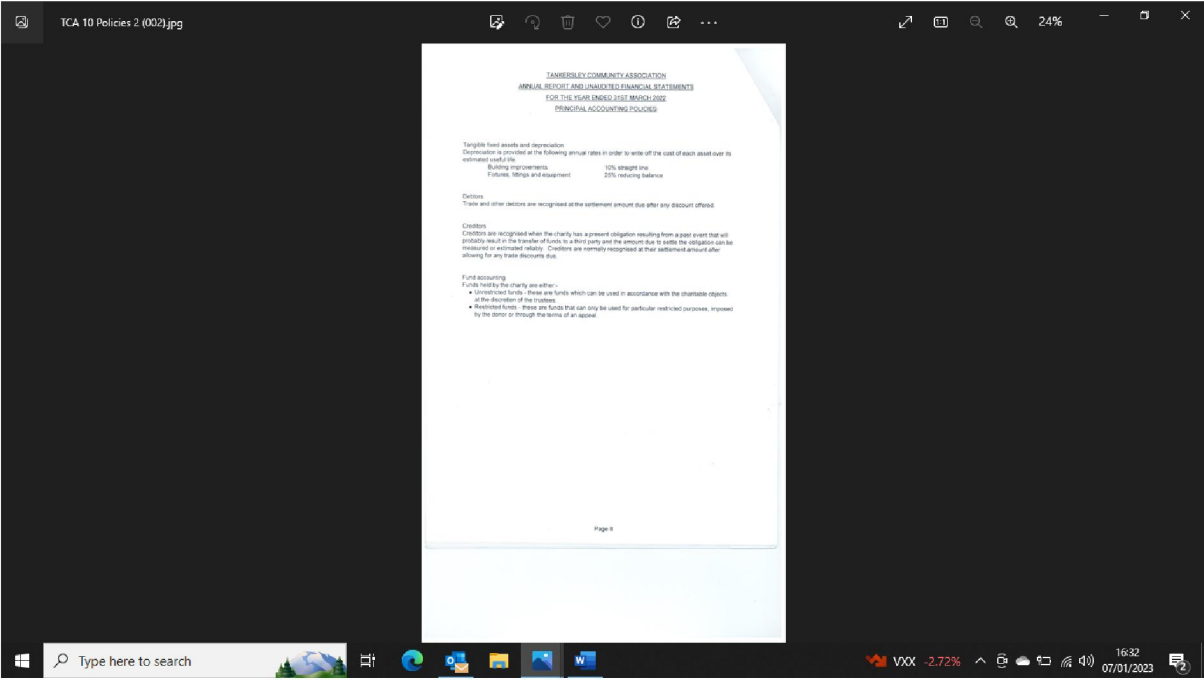 TCA 10 Policies 2 (002).jpg
24%
TANKERSLEY COMMUNITY ASSOCIATION
ANNUAL REPORT AND UNAUDITED FINANCIAL STATEMENTS
FOR THE YEAR ENDED 31ST MARCH 2022
PRINCIPAL ACCOUNTING POLICIES
Tangible fixed assets and depreciation
Depreciation is provided at the following annual rates in order to write off the cost of each asset over its
estimated useful life
Building improvements 10% straight line
Fixtures, fittings and equipment 25% reducing balance
Debtors
Trade and other debtors are recognised at the settlement amount due after any discount offered.
Creditors
Creditors are recognised when the charity has a present obligation resulting from a past event that will
probably result in the transfer of funds to a third party and the amount due to settle the obligation can be
measured or estimated reliably. Creditors are normally recognised at their settlement amount after
allowing for any trade discounts due.
Fund accounting
Funds held by the charity are either:-
• Unrestricted funds - these are funds which can be used in accordance with the charitable objects
at the discretion of the trustees.
• Restricted funds - these are funds that can only be used for particular restricted purposes, imposed
by the donor or through the terms of an appeal.
Page
Type here to search
VXX -2.72%
16:32
07/01/2023
2